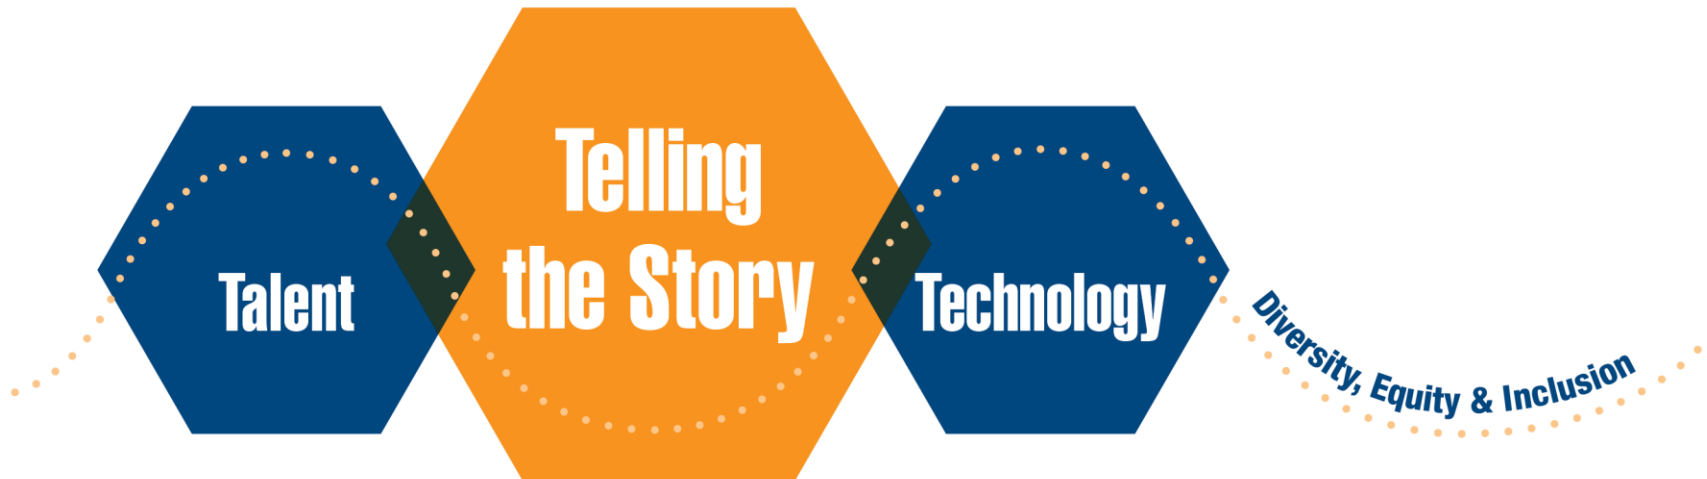 Talent
Telling
the Story
Technology
Diversity, Equity & Inclusion